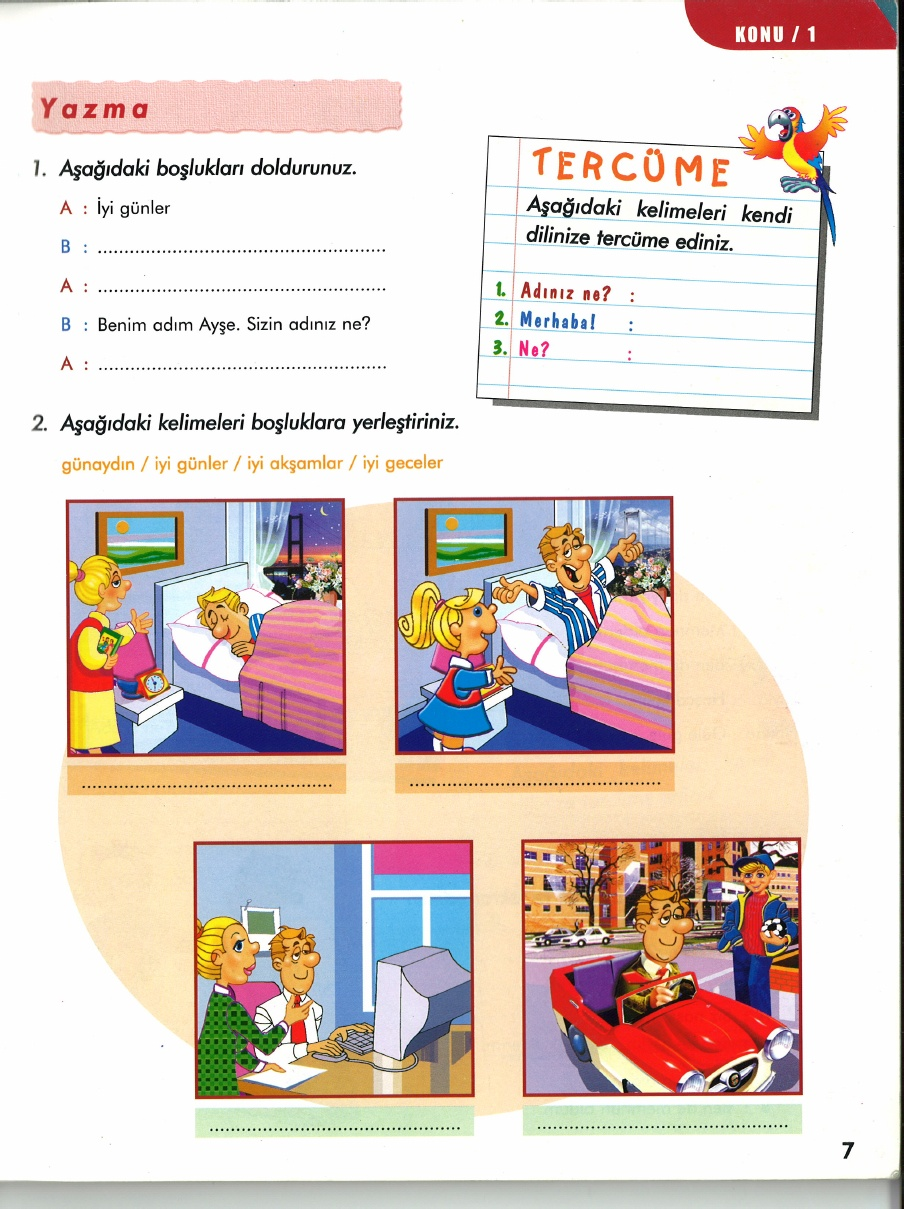 KONU / 1
Yazma
1. Aşağıdaki boşlukları doldurunuz.
A : İyi günler
B : ......................................................
A : ......................................................
B : Benim adım Ayşe. Sizin adınız ne?
A : ......................................................
TERCÜME
Aşağıdaki kelimeleri kendi
dilinize tercüme ediniz.
1. Adınız ne? :
2. Merhaba! :
3. Ne? :
2. Aşağıdaki kelimeleri boşluklara yerleştiriniz.
günaydın / iyi günler / iyi akşamlar / iyi geceler
................................................
................................................
................................................
................................................
7